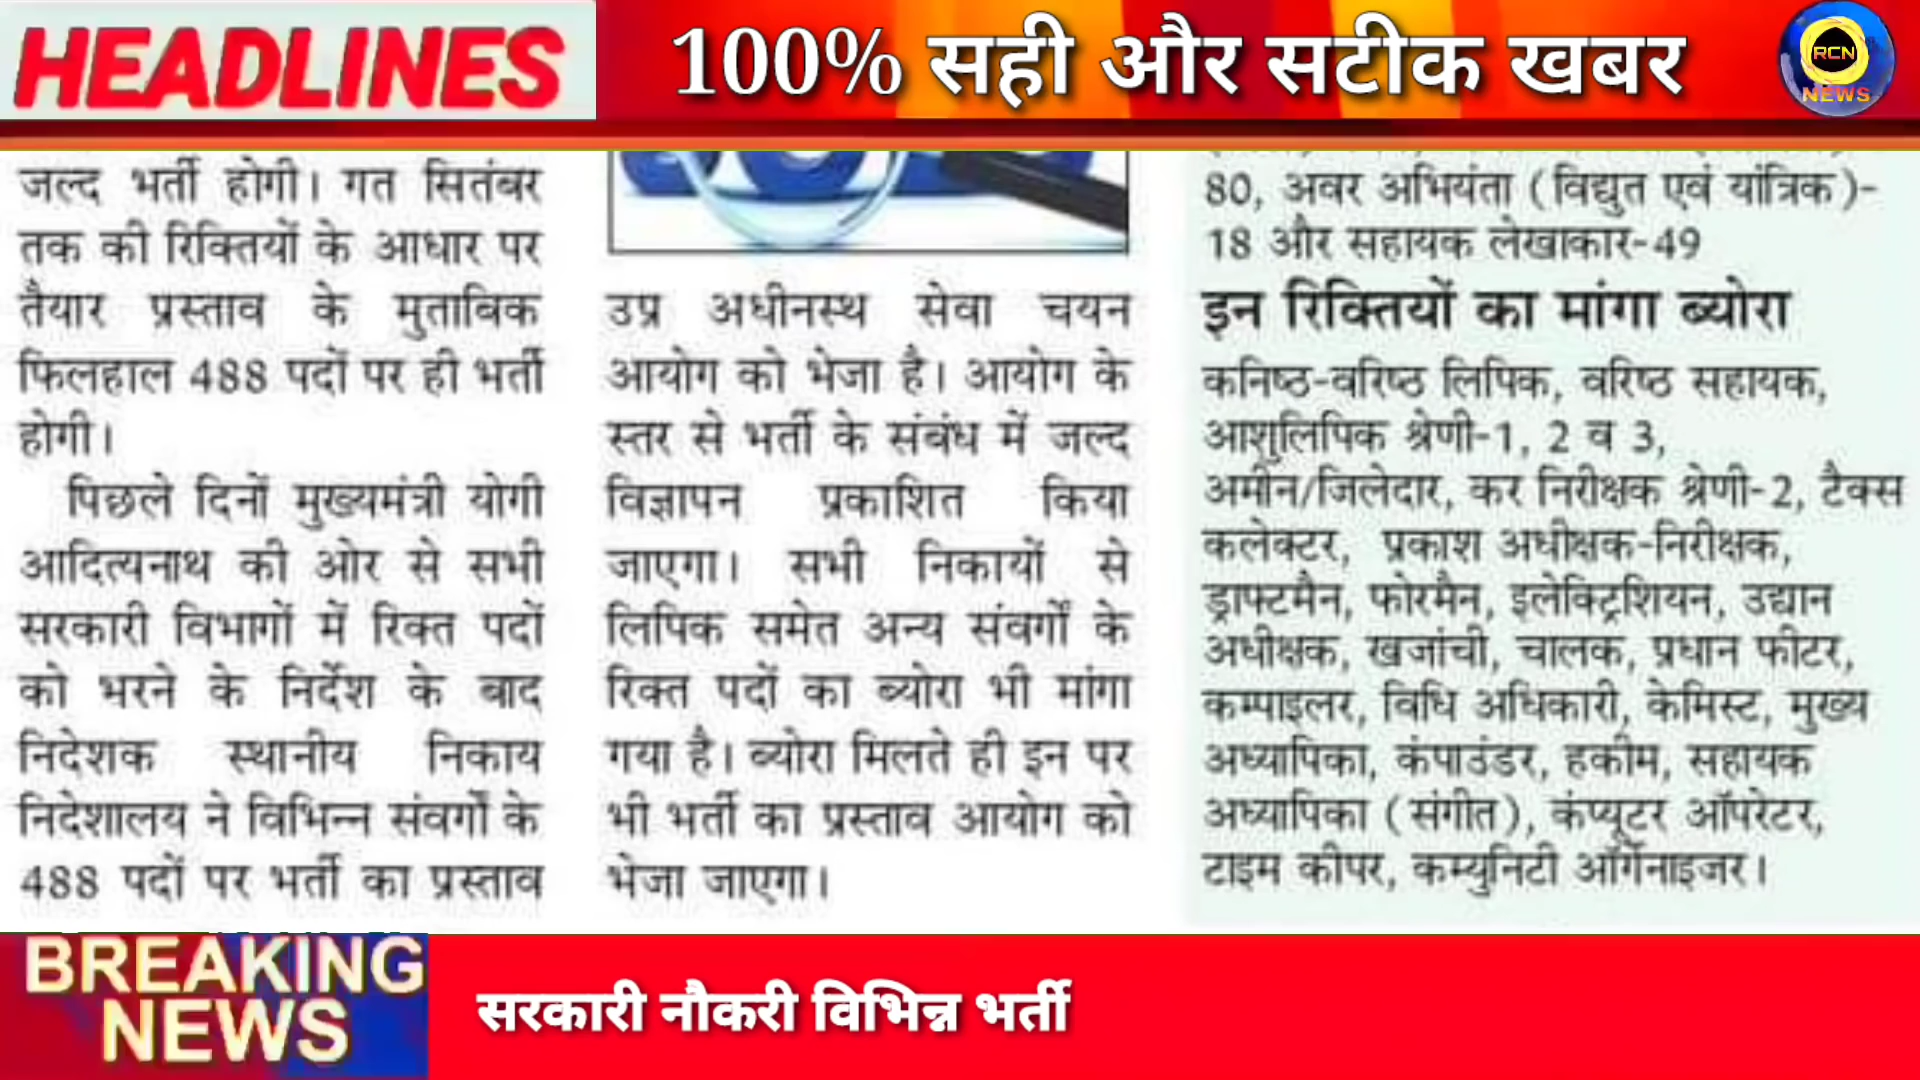 HEADLINES
100% सही और सटीक खबर
RCN
NEWS
जल्द भर्ती होगी। गत सितंबर
तक की रिक्तियों के आधार पर
तैयार प्रस्ताव के मुताबिक
फिलहाल 488 पदों पर ही भर्ती
होगी।
पिछले दिनों मुख्यमंत्री योगी
आदित्यनाथ की ओर से सभी
सरकारी विभागों में रिक्त पदों
को भरने के निर्देश के बाद
निदेशक स्थानीय निकाय
निदेशालय ने विभिन्न संवर्गों के
488 पदों पर भर्ती का प्रस्ताव
उप्र अधीनस्थ सेवा चयन
आयोग को भेजा है। आयोग के
स्तर से भर्ती के संबंध में जल्द
विज्ञापन प्रकाशित किया
जाएगा। सभी निकायों से
लिपिक समेत अन्य संवर्गों के
रिक्त पदों का ब्योरा भी मांगा
गया है। ब्योरा मिलते ही इन पर
भी भर्ती का प्रस्ताव आयोग को
भेजा जाएगा।
80, अवर अभियंता (विद्युत एवं यांत्रिक)-
18 और सहायक लेखाकार-49
इन रिक्तियों का मांगा ब्योरा
कनिष्ठ-वरिष्ठ लिपिक, वरिष्ठ सहायक,
आशुलिपिक श्रेणी-1, 2 व 3,
अमीन/जिलेदार, कर निरीक्षक श्रेणी-2, टैक्स
कलेक्टर, प्रकाश अधीक्षक-निरीक्षक,
ड्राफ्टमैन, फोरमैन, इलेक्ट्रिशियन, उद्यान
अधीक्षक, खजांची, चालक, प्रधान फीटर,
कम्पाइलर, विधि अधिकारी, केमिस्ट, मुख्य
अध्यापिका, कंपाउंडर, हकीम, सहायक
अध्यापिका (संगीत), कंप्यूटर ऑपरेटर,
टाइम कीपर, कम्युनिटी ऑर्गेनाइजर।
BREAKING
NEWS
सरकारी नौकरी विभिन्न भर्ती